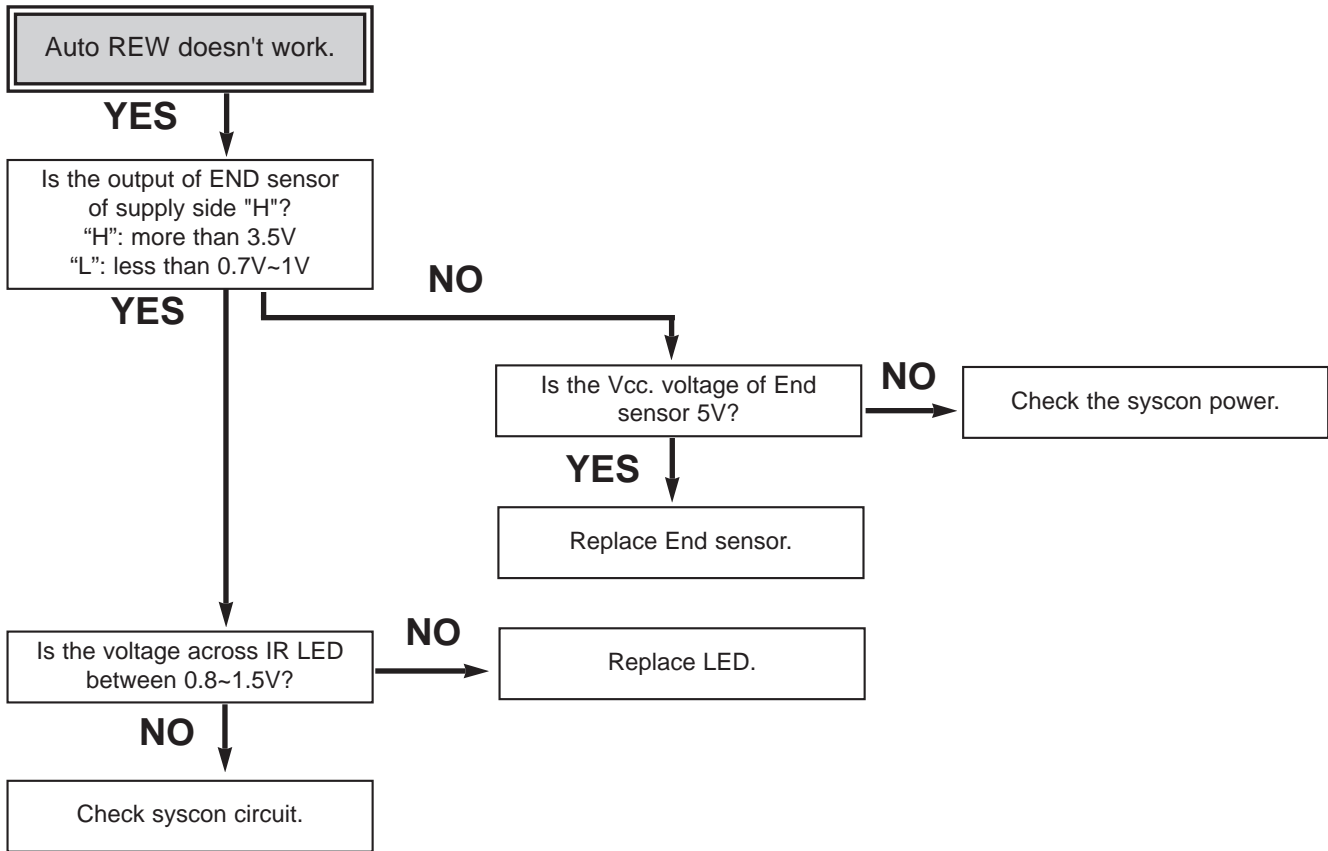 Auto REW doesn't work.
YES
Is the output of END sensor
of supply side "H"?
“H”: more than 3.5V
“L”: less than 0.7V~1V
YES
NO
Is the Vcc. voltage of End
sensor 5V?
NO
Check the syscon power.
YES
Replace End sensor.
Is the voltage across IR LED
between 0.8~1.5V?
NO
Replace LED.
NO
Check syscon circuit.